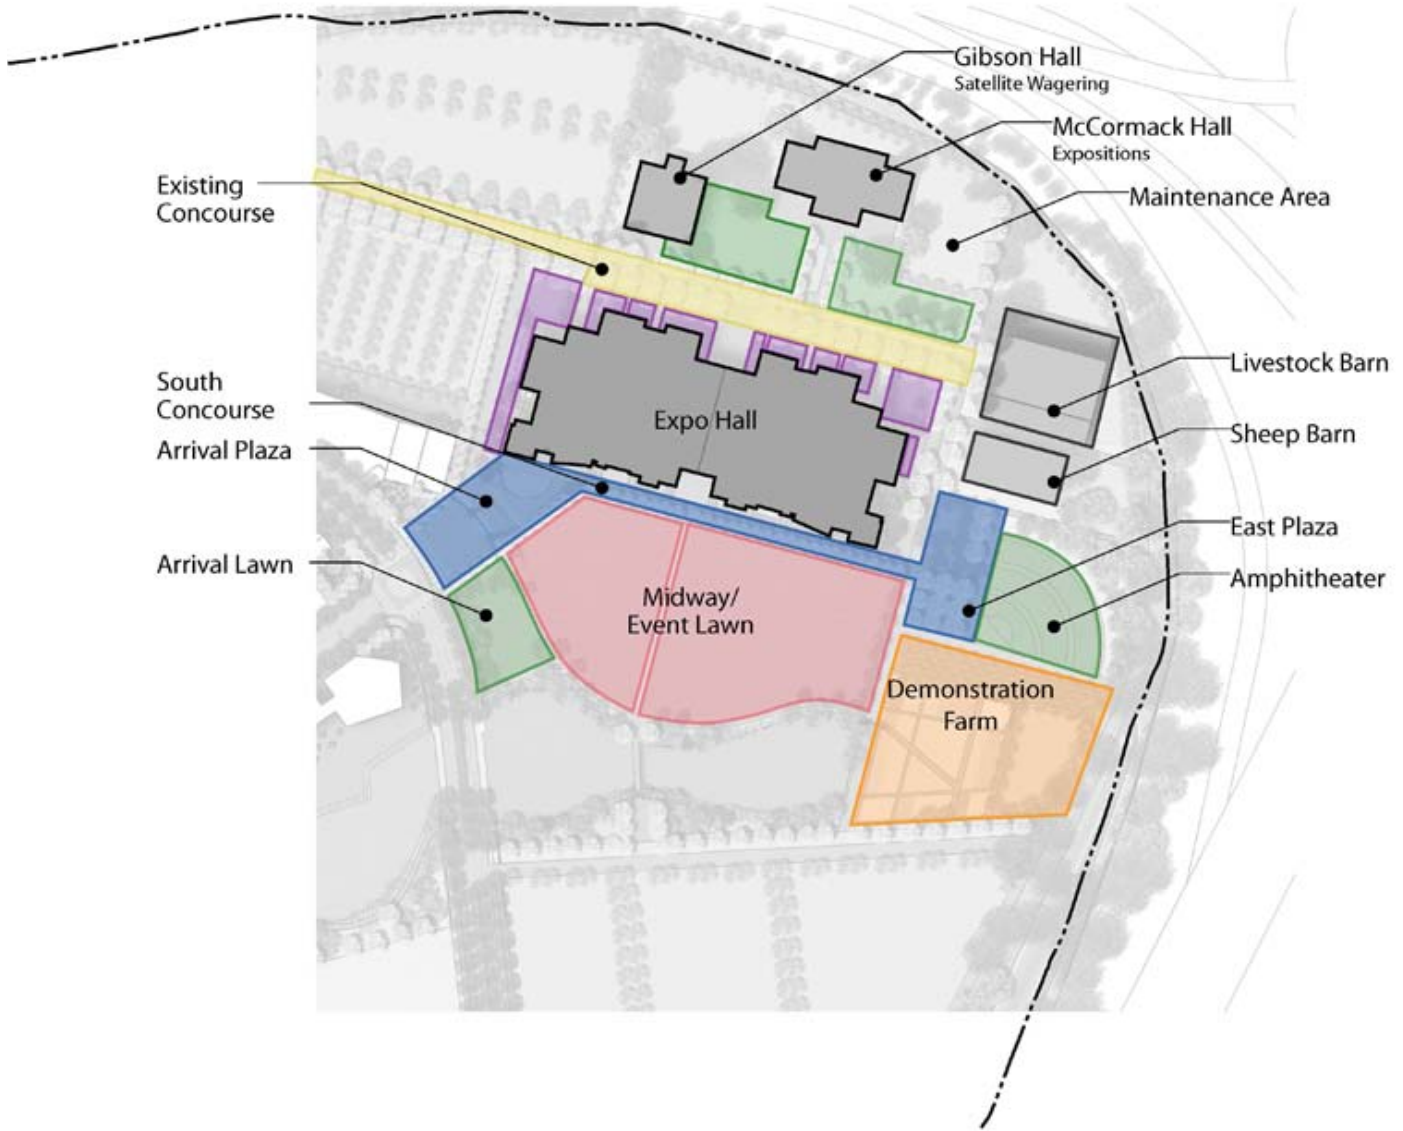 Gibson Hall
Satellite Wagering
McCormack Hall
Expositions
Existing
Concourse
Maintenance Area
Livestock Barn
South
Concourse
Expo Hall
Sheep Barn
Arrival Plaza
East Plaza
Arrival Lawn
Amphitheater
Midway/
Event Lawn
Demonstration
Farm